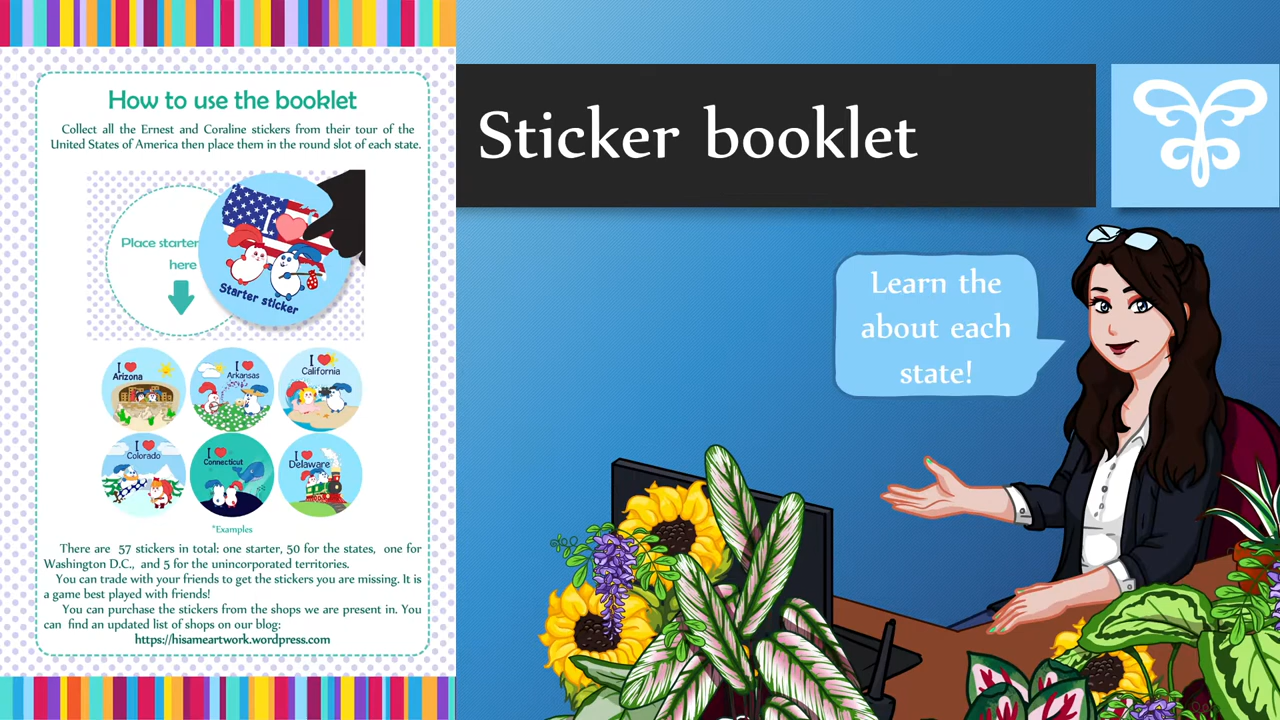 How to use the booklet
Collect all the Ernest and Coraline stickers from their tour of the
United States of America then place them in the round slot of each state.
Place starter
here
I
Starter sticker
I
Arizona
I
Arkansas
I
California
I
Colorado
I
Connecticut
I
Delaware
*Examples
There are 57 stickers in total: one starter, 50 for the states, one for
Washington D.C., and 5 for the unincorporated territories.
You can trade with your friends to get the stickers you are missing. It is
a game best played with friends!
You can purchase the stickers from the shops we are present in. You
can find an updated list of shops on our blog:
https://hisameartwork.wordpress.com
Sticker booklet
Learn the
about each
state!